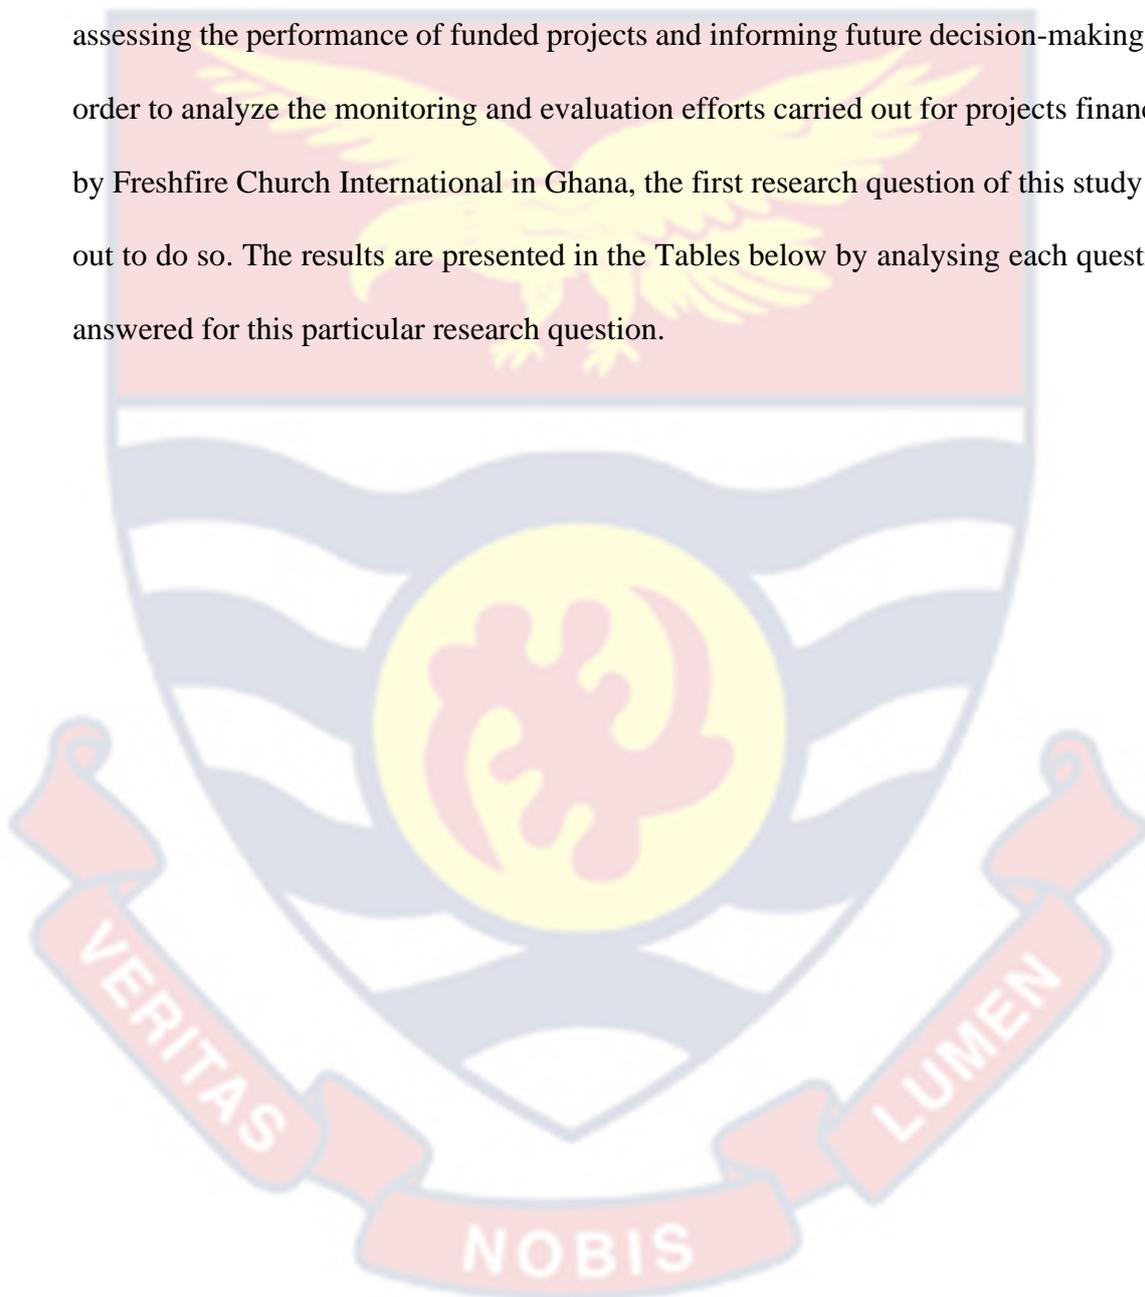 assessing the performance of funded projects and informing future decision-making
order to analyze the monitoring and evaluation efforts carried out for projects financ
by Freshfire Church International in Ghana, the first research question of this study
out to do so. The results are presented in the Tables below by analysing each quest
answered for this particular research question.
VERITAS
NOBIS
LUMEN